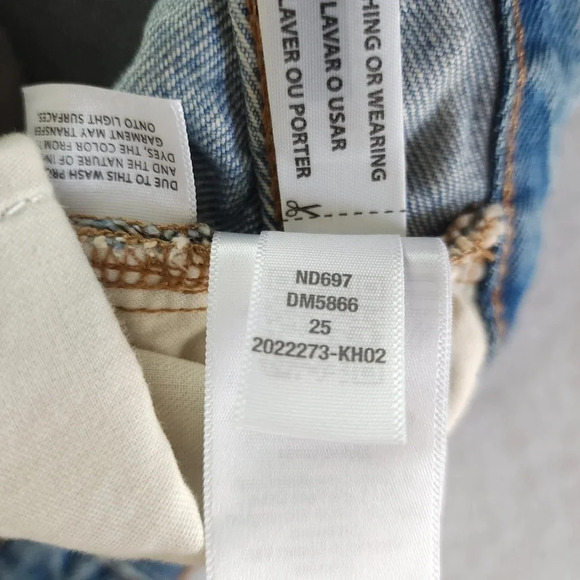 ND697
DM5866
25
2022273-KH02
HING OR WEARING
LAVAR O USAR
LAVER OU PORTER
DUE TO THIS WASH PR
AND THE NATURE OF IN
DYES, THE COLOR FROM
GARMENT MAY TRANSFER
ONTO LIGHT SURFACES.